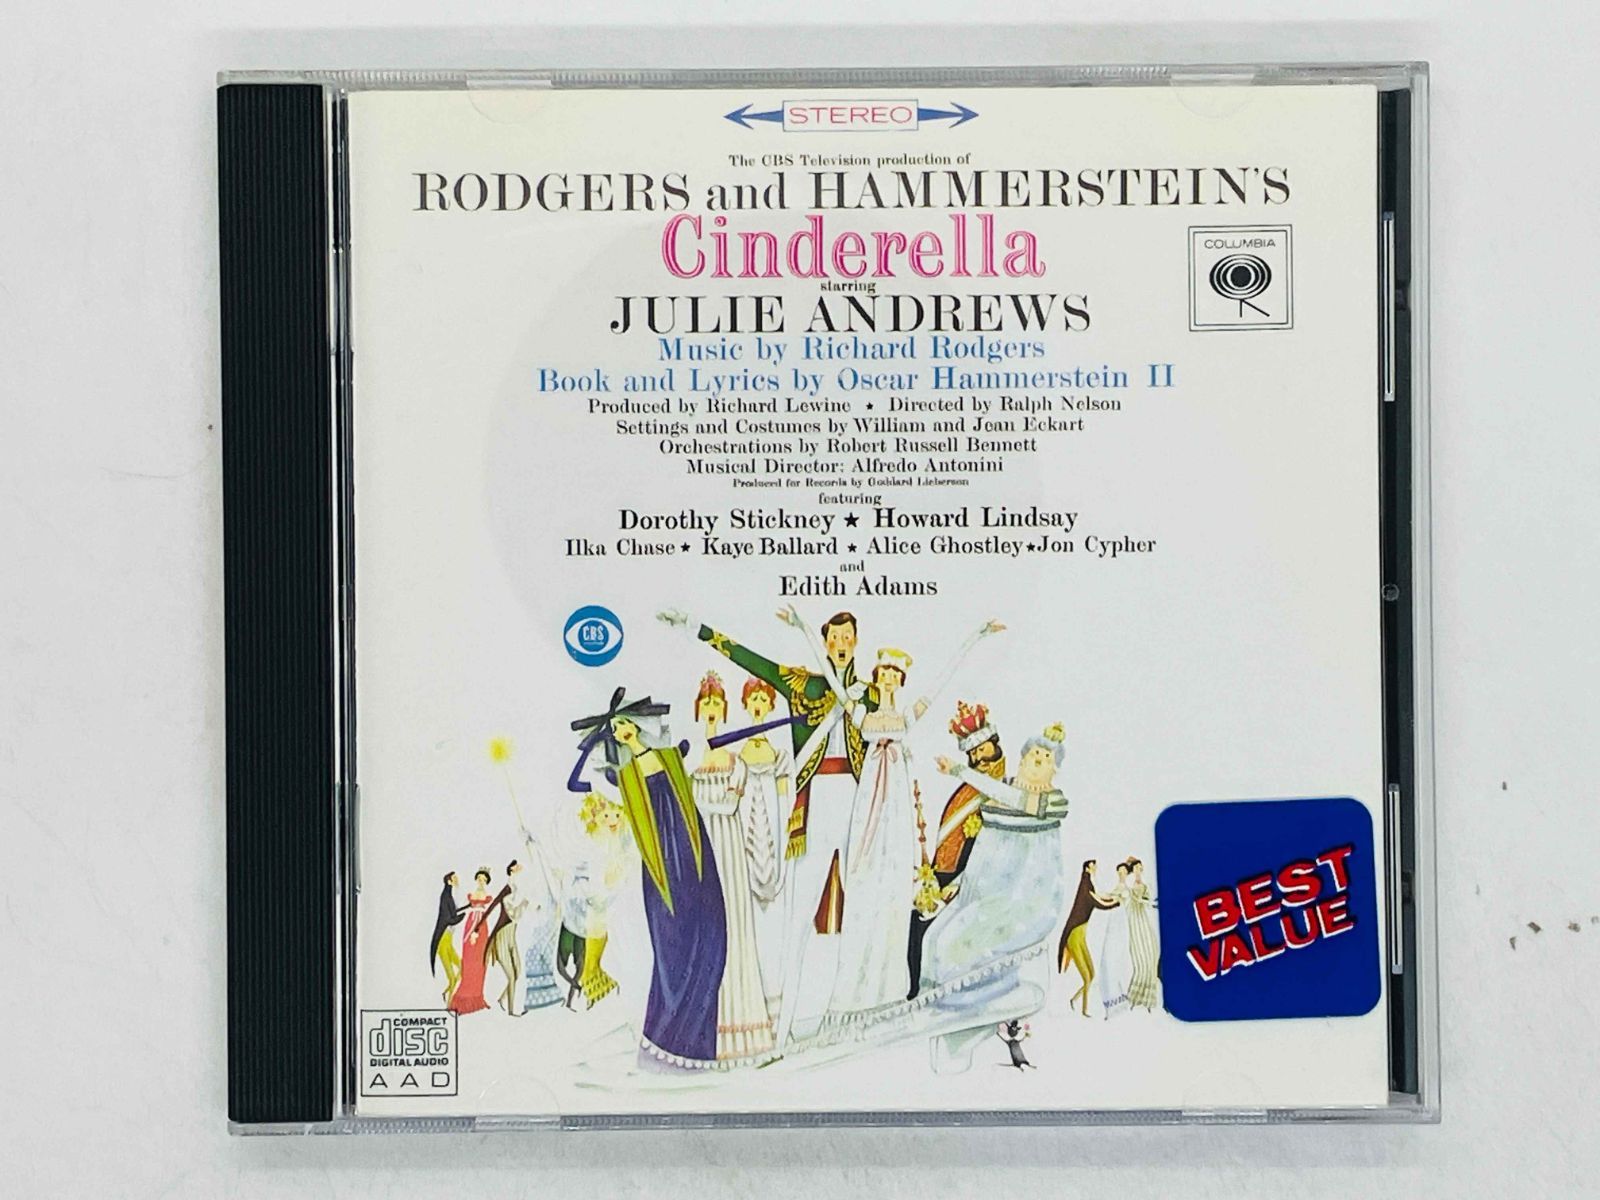 STEREO
The CBS Television production of
RODGERS and HAMMERSTEIN'S
Cinderella
COLUMBIA
starring
JULIE ANDREWS
Music by Richard Rodgers
Book and Lyrics by Oscar Hammerstein II
Produced by Richard Lewine ★ Directed by Ralph Nelson
Settings and Costumes by William and Jean Eckart
Orchestrations by Robert Russell Bennett
Musical Director: Alfredo Antonini
Produced for Records by Goddard Lieberson
featuring
Dorothy Stickney ★ Howard Lindsay
Ilka Chase ★ Kaye Ballard ★ Alice Ghostley ★ Jon Cypher
and
Edith Adams
CBS
BEST
VALUE
COMPACT
disc
DIGITAL AUDIO
AAD